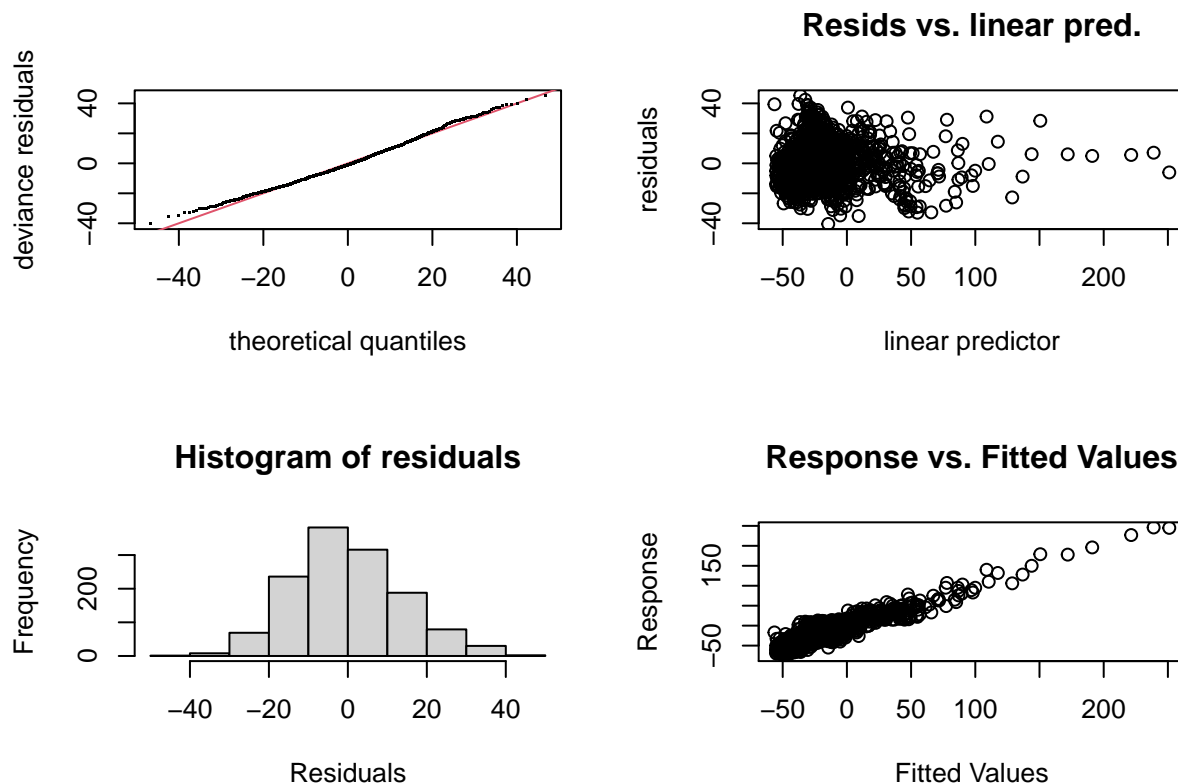 deviance residuals
40
0
−40
−40
−20
0
20
40
theoretical quantiles
Resids vs. linear pred.
residuals
40
0
−40
−50
0
50
100
200
linear predictor
Histogram of residuals
Frequency
200
0
−40
−20
0
20
40
Residuals
Response vs. Fitted Values
Response
150
−50
−50
0
50
100
200
Fitted Values